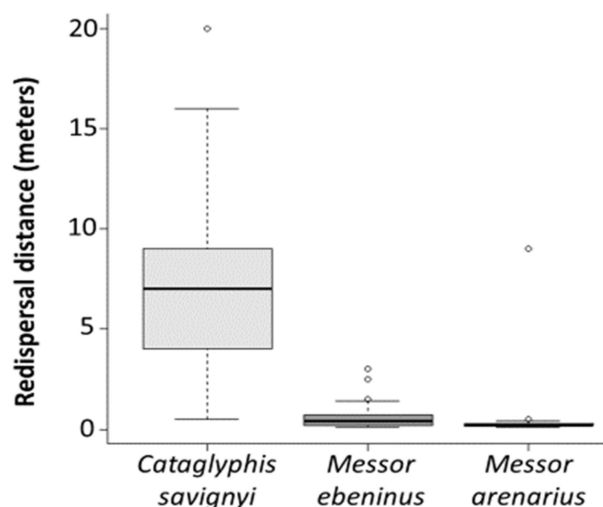 Redispersal distance (meters)
20
15
10
5
0
Cataglyphis savignyi
Messor ebeninus
Messor arenarius